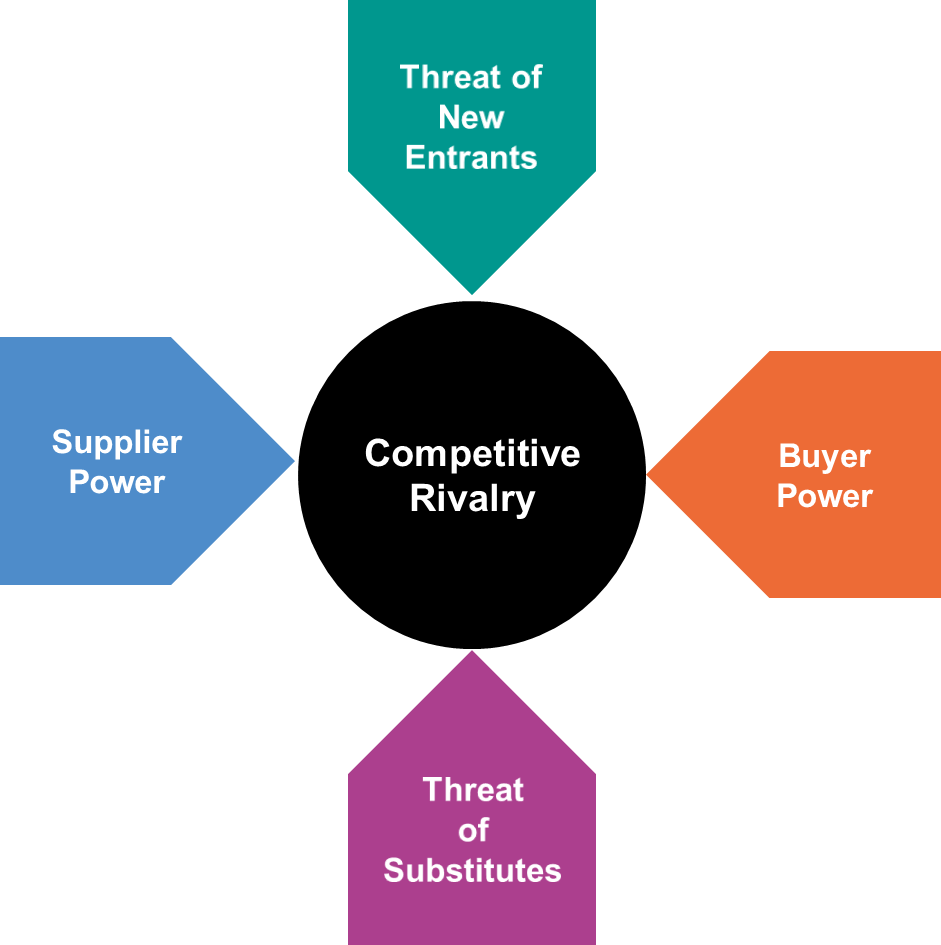 Threat of
New
Entrants
Supplier
Power
Competitive
Rivalry
Buyer
Power
Threat
of
Substitutes